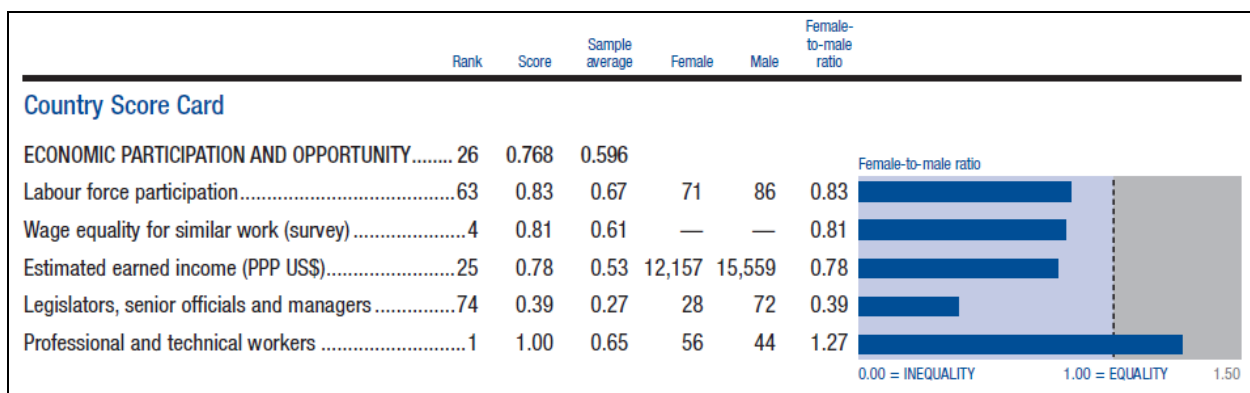 Rank Score Sample average Female Male Female-to-male ratio
Country Score Card
ECONOMIC PARTICIPATION AND OPPORTUNITY........ 26 0.768 0.596
Female-to-male ratio
Labour force participation.........................................63 0.83 0.67 71 86 0.83
Wage equality for similar work (survey).....................4 0.81 0.61 — — 0.81
Estimated earned income (PPP US$)........................25 0.78 0.53 12,157 15,559 0.78
Legislators, senior officials and managers...............74 0.39 0.27 28 72 0.39
Professional and technical workers...........................1 1.00 0.65 56 44 1.27
0.00 = INEQUALITY 1.00 = EQUALITY 1.50